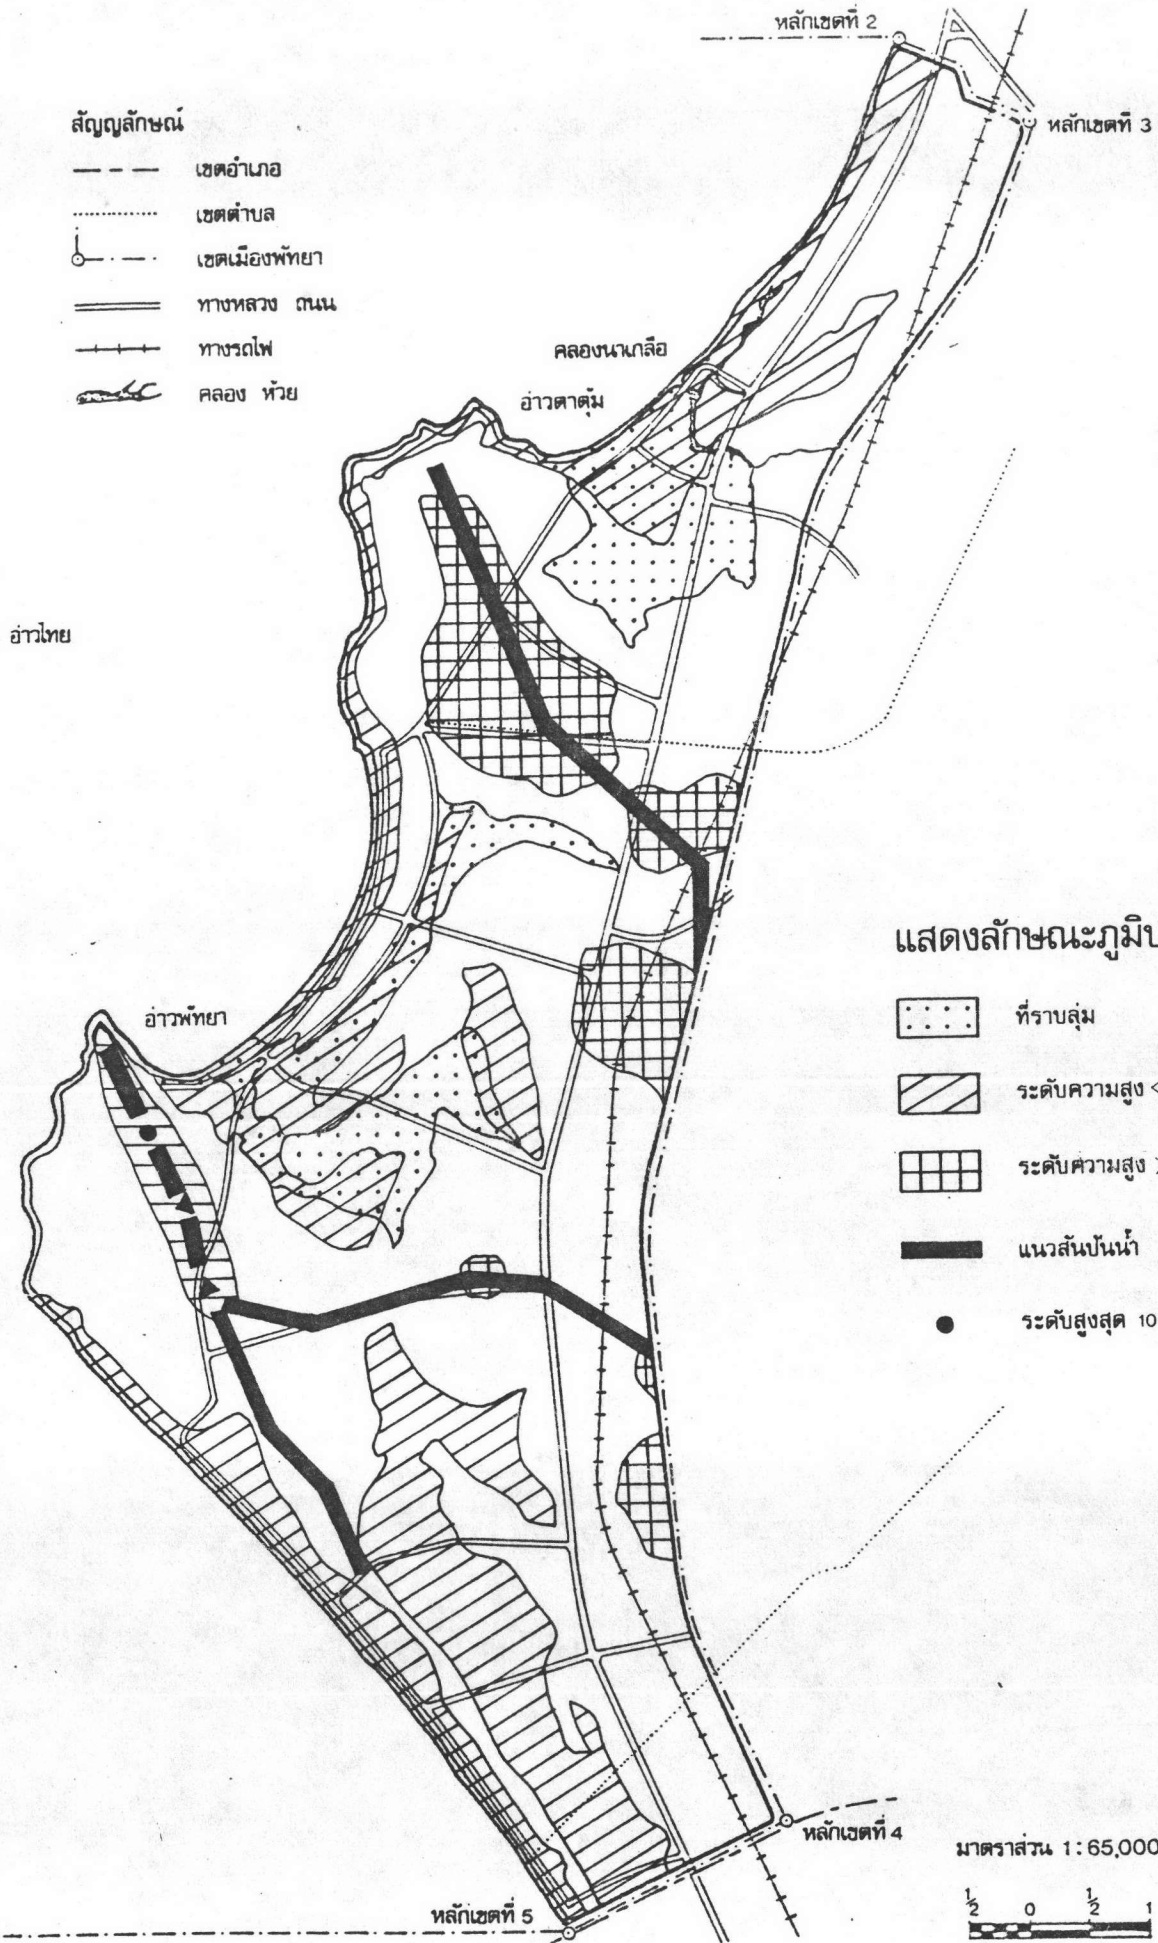 หลักเขตที่ 2
หลักเขตที่ 3
สัญญลักษณ์
เขตอำเภอ
เขตตำบล
เขตเมืองพัทยา
ทางหลวง ถนน
ทางรถไฟ
คลอง ห้วย
คลองนาเกลือ
อ่าวตาตุ้ม
อ่าวไทย
อ่าวพัทยา
แสดงลักษณะภูมิป
ที่ราบลุ่ม
ระดับความสูง <
ระดับความสูง >
แนวสันปันน้ำ
ระดับสูงสุด 10
หลักเขตที่ 4
มาตราส่วน 1:65,000
หลักเขตที่ 5
½ 0 ½ 1